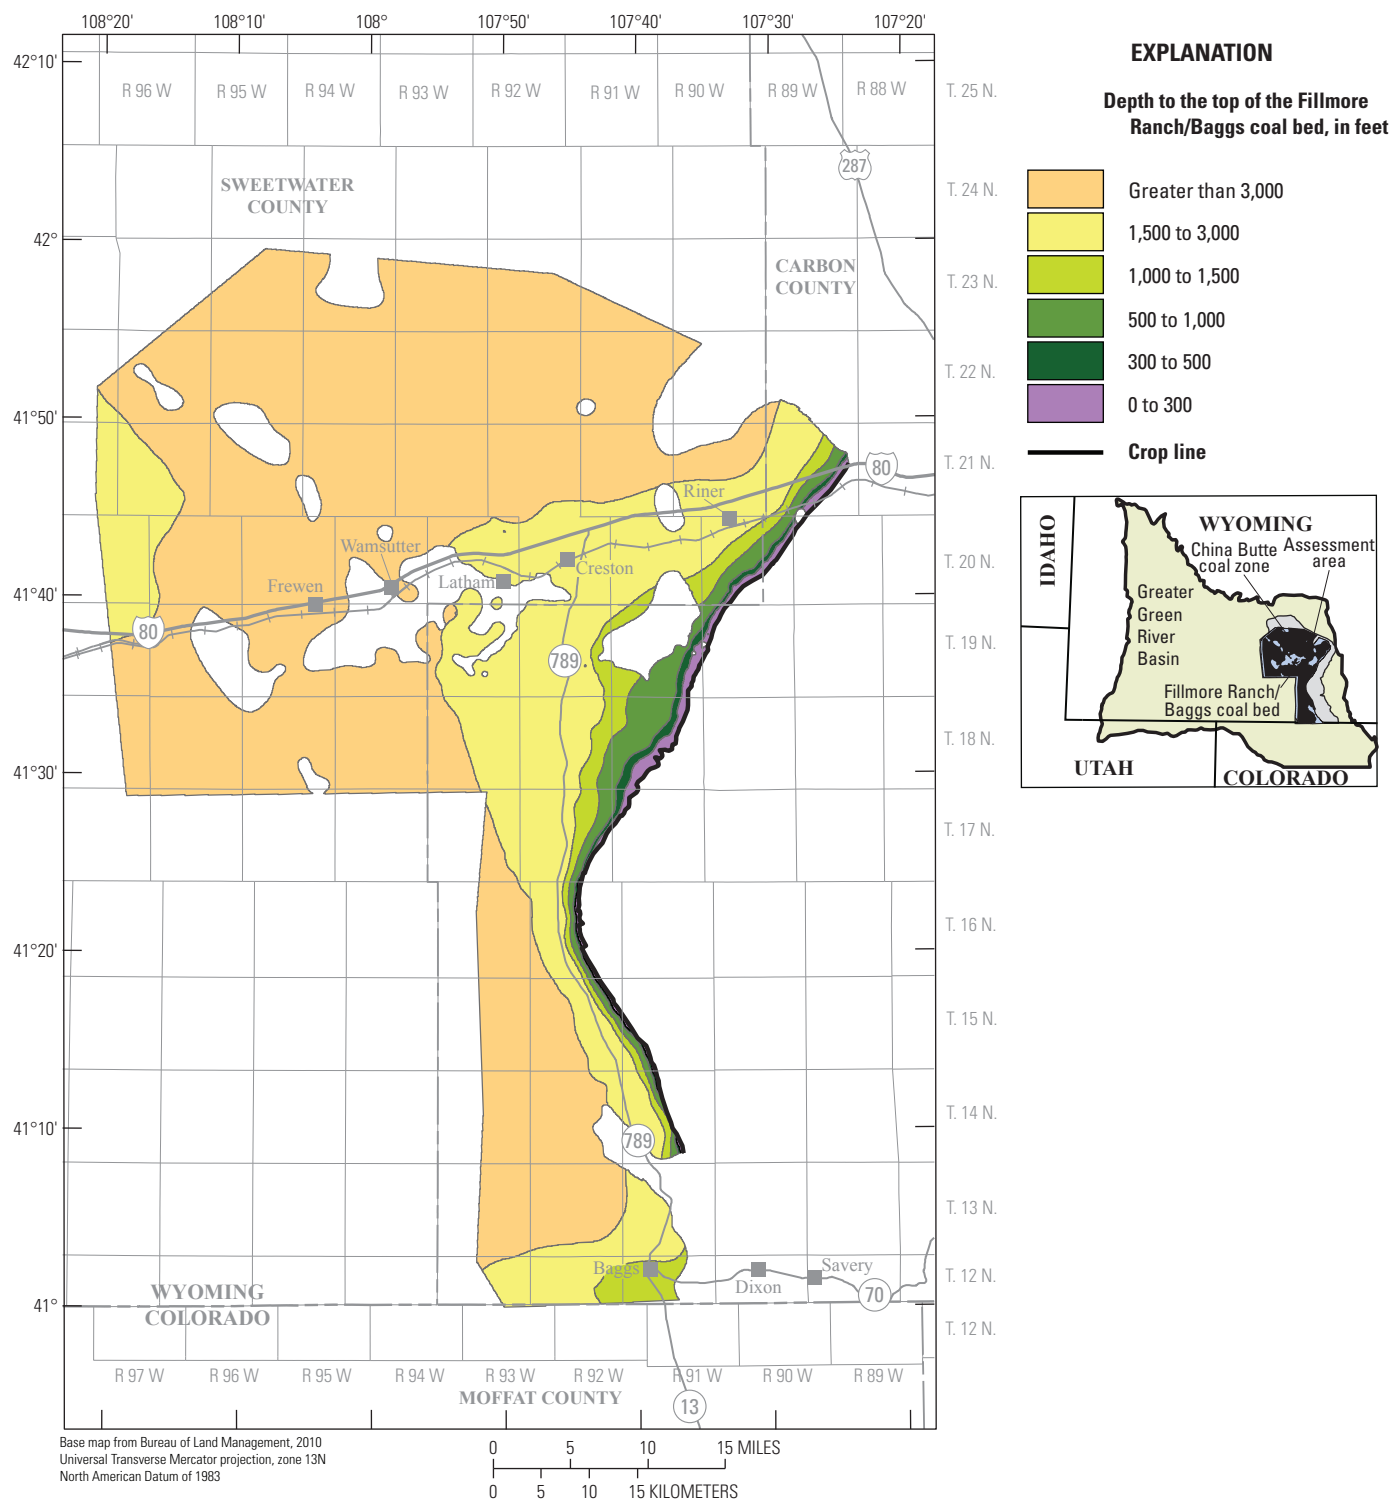 108°20' 108°10' 108° 107°50' 107°40' 107°30' 107°20'
42°10'
42°
41°50'
41°40'
41°30'
41°20'
41°10'
41°
R 96 W R 95 W R 94 W R 93 W R 92 W R 91 W R 90 W R 89 W R 88 W
T. 25 N.
T. 24 N.
T. 23 N.
T. 22 N.
T. 21 N.
T. 20 N.
T. 19 N.
T. 18 N.
T. 17 N.
T. 16 N.
T. 15 N.
T. 14 N.
T. 13 N.
T. 12 N.
T. 12 N.
287
SWEETWATER
COUNTY
CARBON
COUNTY
80
Riner
Wamsutter
Creston
Latham
Frewen
80
789
789
Baggs
Dixon
Savery
70
WYOMING
COLORADO
R 97 W R 96 W R 95 W R 94 W R 93 W R 92 W R 91 W R 90 W R 89 W
MOFFAT COUNTY
13
Base map from Bureau of Land Management, 2010
Universal Transverse Mercator projection, zone 13N
North American Datum of 1983
0 5 10 15 MILES
0 5 10 15 KILOMETERS
EXPLANATION
Depth to the top of the Fillmore
Ranch/Baggs coal bed, in feet
Greater than 3,000
1,500 to 3,000
1,000 to 1,500
500 to 1,000
300 to 500
0 to 300
Crop line
IDAHO
WYOMING
China Butte
coal zone
Assessment
area
Greater
Green
River
Basin
Fillmore Ranch/
Baggs coal bed
UTAH
COLORADO